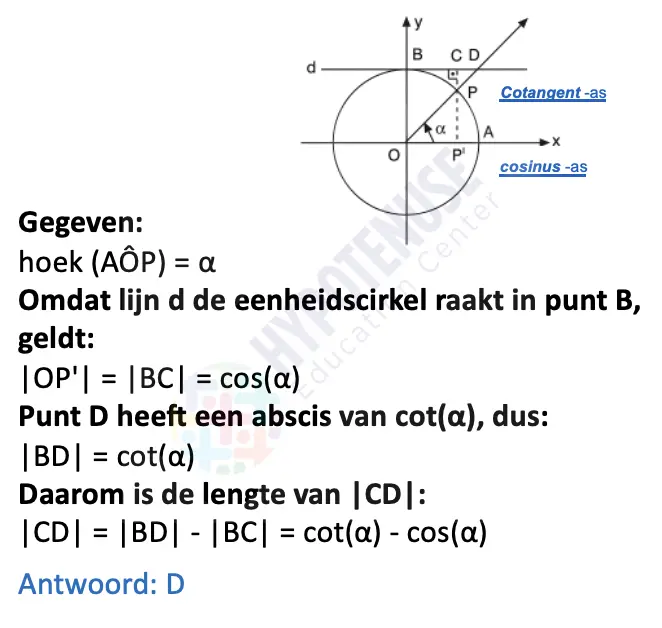 y
B
C D
d
P
Cotangent -as
α
A
x
O
P'
cosinus -as
Gegeven:
hoek (AÔP) = α
Omdat lijn d de eenheidscirkel raakt in punt B,
geldt:
|OP'| = |BC| = cos(α)
Punt D heeft een abscis van cot(α), dus:
|BD| = cot(α)
Daarom is de lengte van |CD|:
|CD| = |BD| - |BC| = cot(α) - cos(α)
Antwoord: D
HYPOTENUSE
Education Center